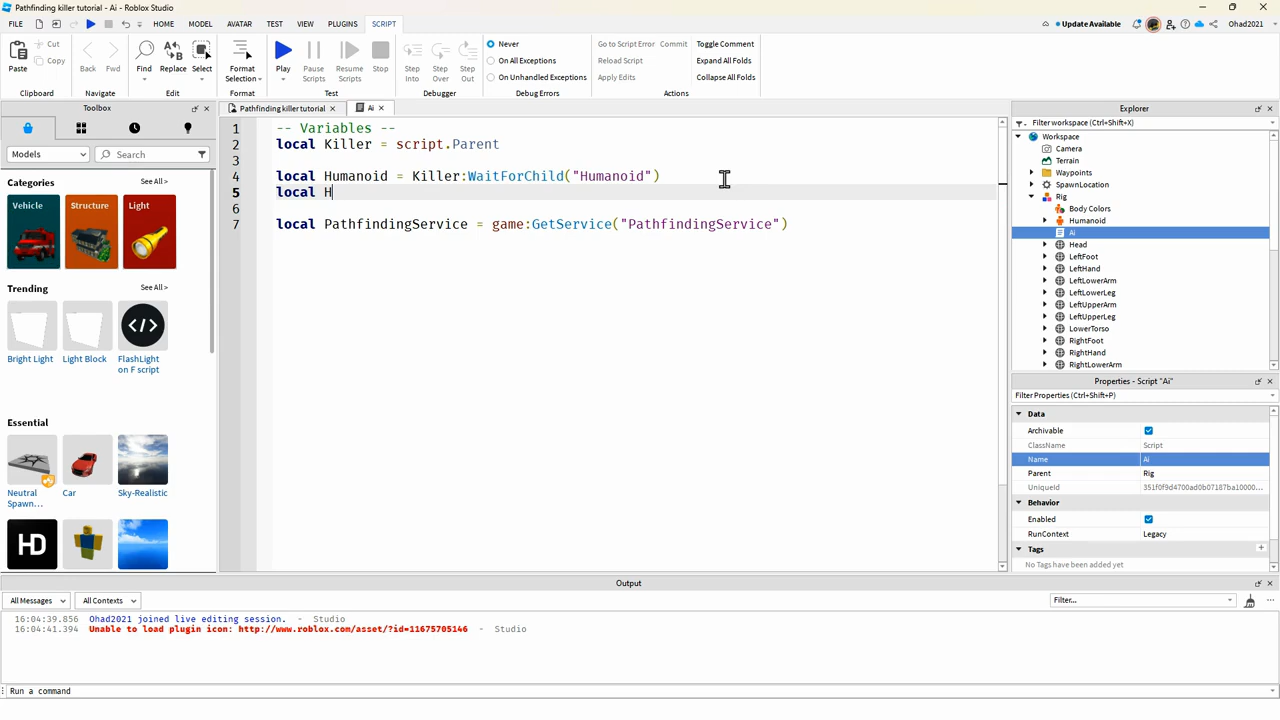 Pathfinding killer tutorial - Ai - Roblox Studio
FILE HOME MODEL AVATAR TEST VIEW PLUGINS SCRIPT Update Available Ohad2021
Paste Cut Copy Back Fwd Find Replace Select Format Selection Play Pause Scripts Resume Scripts Stop Step Into Step Over Step Out Never On All Exceptions On Unhandled Exceptions Go to Script Error Commit Reload Script Apply Edits Toggle Comment Expand All Folds Collapse All Folds
Clipboard Edit Format Test Debugger Debug Errors Actions
Toolbox
Models Search
Categories See All >
Vehicle Structure Light
Trending See All >
Bright Light
Light Block
FlashLight on F script
Essential See All >
Neutral Spawn...
Car
Sky-Realistic
HD
Pathfinding killer tutorial Ai
1 -- Variables --
2 local Killer = script.Parent
3
4 local Humanoid = Killer:WaitForChild("Humanoid")
5 local H
6
7 local PathfindingService = game:GetService("PathfindingService")
Explorer
Filter workspace (Ctrl+Shift+X)
Workspace
Camera
Terrain
Waypoints
SpawnLocation
Rig
Body Colors
Humanoid
Ai
Head
LeftFoot
LeftHand
LeftLowerArm
LeftLowerLeg
LeftUpperArm
LeftUpperLeg
LowerTorso
RightFoot
RightHand
RightLowerArm
Properties - Script "Ai"
Filter Properties (Ctrl+Shift+P)
Data
Archivable
ClassName Script
Name Ai
Parent Rig
UniqueId 351f0f9d4700ad0b07187ba10000...
Behavior
Enabled
RunContext Legacy
Tags
No Tags have been added yet
Output
All Messages All Contexts Filter...
16:04:39.856 Ohad2021 joined live editing session. - Studio
16:04:41.394 Unable to load plugin icon: http://www.roblox.com/asset/?id=11675705146 - Studio
Run a command